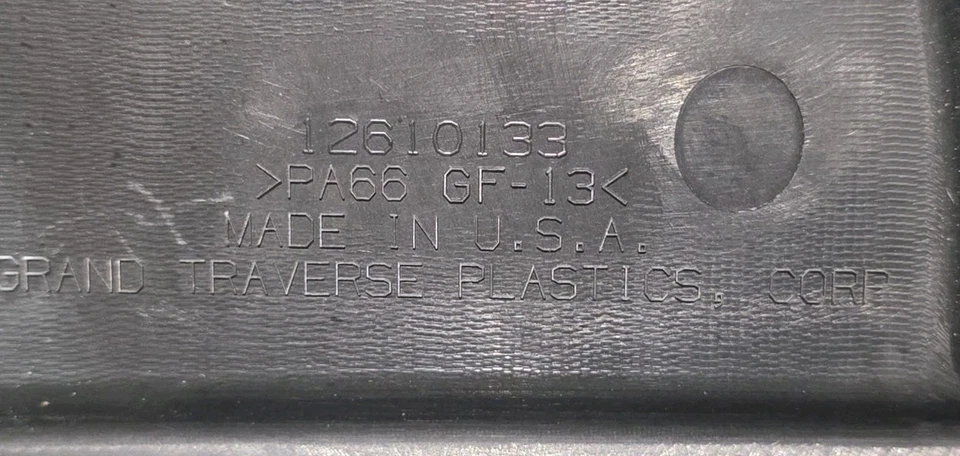 12610133
>PA66 GF-13<
MADE IN U.S.A.
GRAND TRAVERSE PLASTICS, CORP